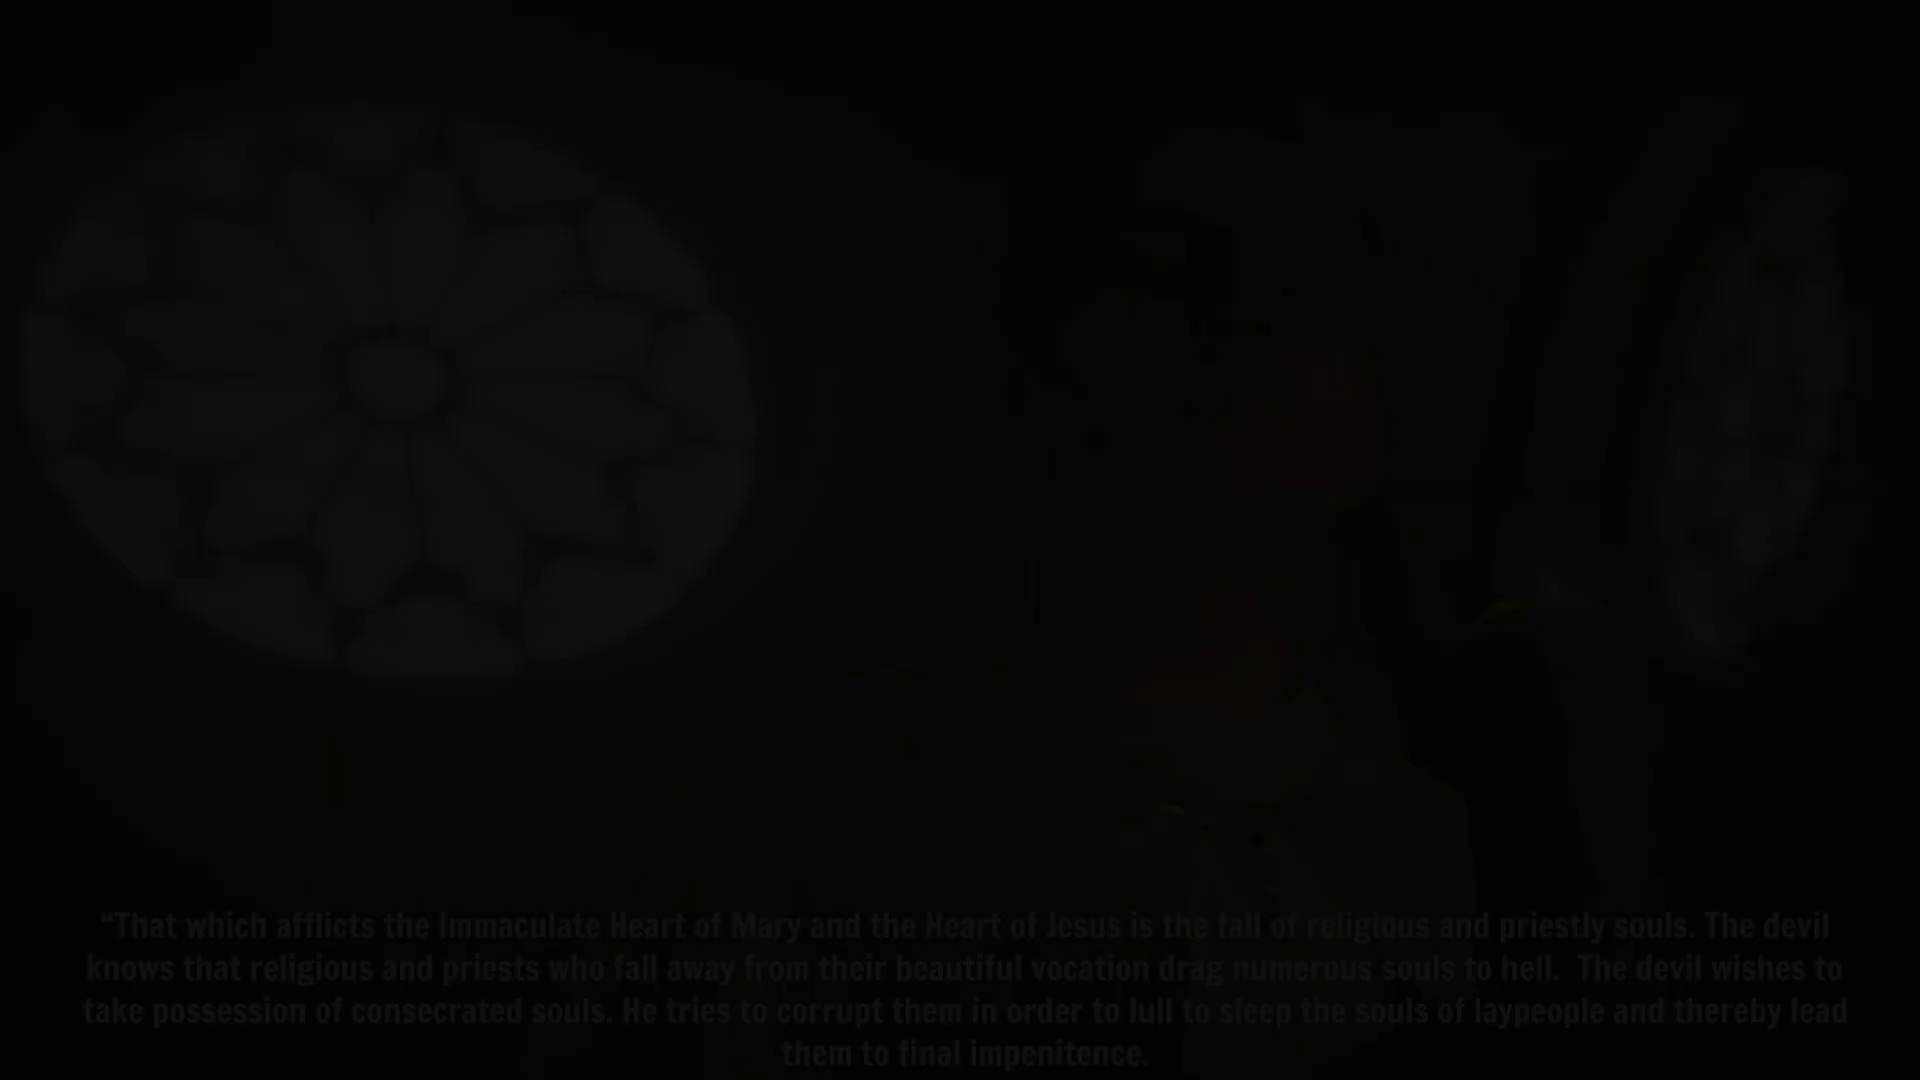 “That which afflicts the Immaculate Heart of Mary and the Heart of Jesus is the fall of religious and priestly souls. The devil
knows that religious and priests who fall away from their beautiful vocation drag numerous souls to hell.  The devil wishes to
take possession of consecrated souls. He tries to corrupt them in order to lull to sleep the souls of laypeople and thereby lead
them to final impenitence.